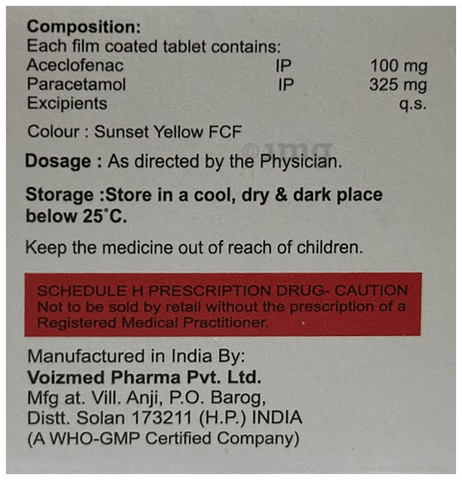 Composition:
Each film coated tablet contains:
Aceclofenac IP 100 mg
Paracetamol IP 325 mg
Excipients q.s.
Colour : Sunset Yellow FCF
1mg
Dosage : As directed by the Physician.
Storage :Store in a cool, dry & dark place
below 25°C.
Keep the medicine out of reach of children.
SCHEDULE H PRESCRIPTION DRUG- CAUTION
Not to be sold by retail without the prescription of a
Registered Medical Practitioner.
Manufactured in India By:
Voizmed Pharma Pvt. Ltd.
Mfg at. Vill. Anji, P.O. Barog,
Distt. Solan 173211 (H.P.) INDIA
(A WHO-GMP Certified Company)